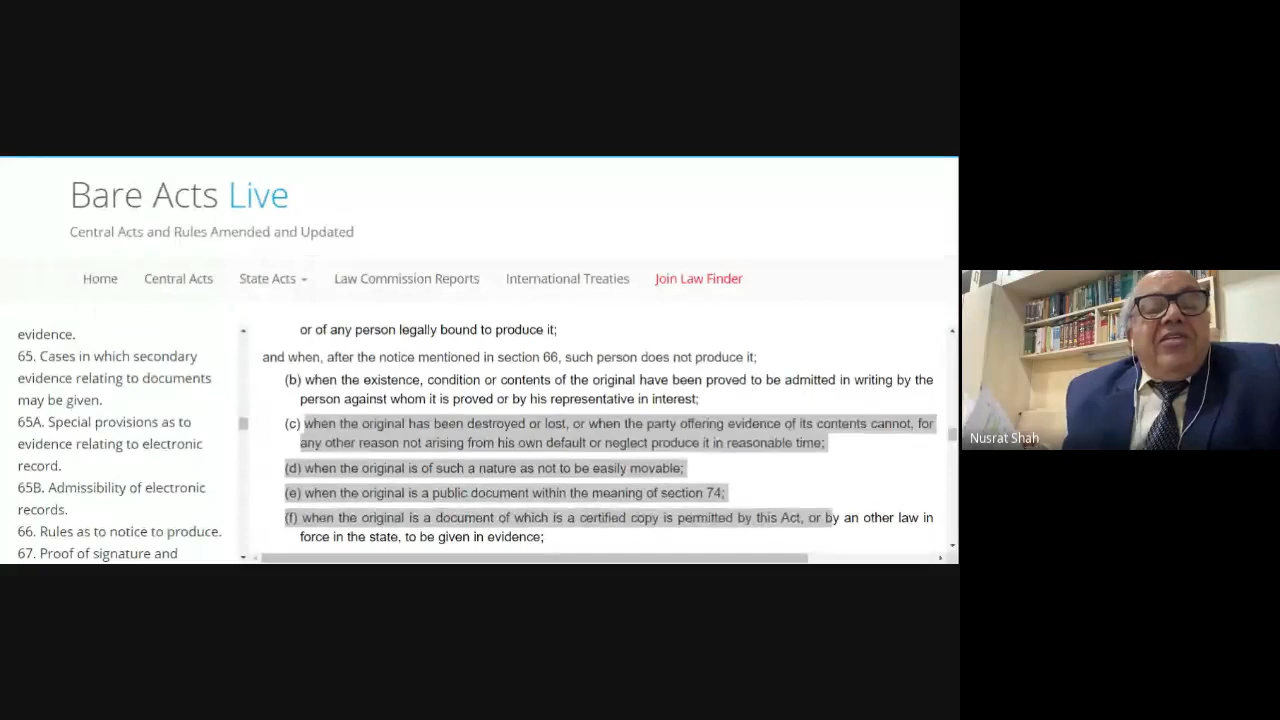 Bare Acts Live
Central Acts and Rules Amended and Updated
Home Central Acts State Acts Law Commission Reports International Treaties Join Law Finder
evidence.
65. Cases in which secondary
evidence relating to documents
may be given.
65A. Special provisions as to
evidence relating to electronic
record.
65B. Admissibility of electronic
records.
66. Rules as to notice to produce.
67. Proof of signature and
or of any person legally bound to produce it;
and when, after the notice mentioned in section 66, such person does not produce it;
(b) when the existence, condition or contents of the original have been proved to be admitted in writing by the
person against whom it is proved or by his representative in interest;
(c) when the original has been destroyed or lost, or when the party offering evidence of its contents cannot, for
any other reason not arising from his own default or neglect produce it in reasonable time;
(d) when the original is of such a nature as not to be easily movable;
(e) when the original is a public document within the meaning of section 74;
(f) when the original is a document of which is a certified copy is permitted by this Act, or by an other law in
force in the state, to be given in evidence;
Nusrat Shah